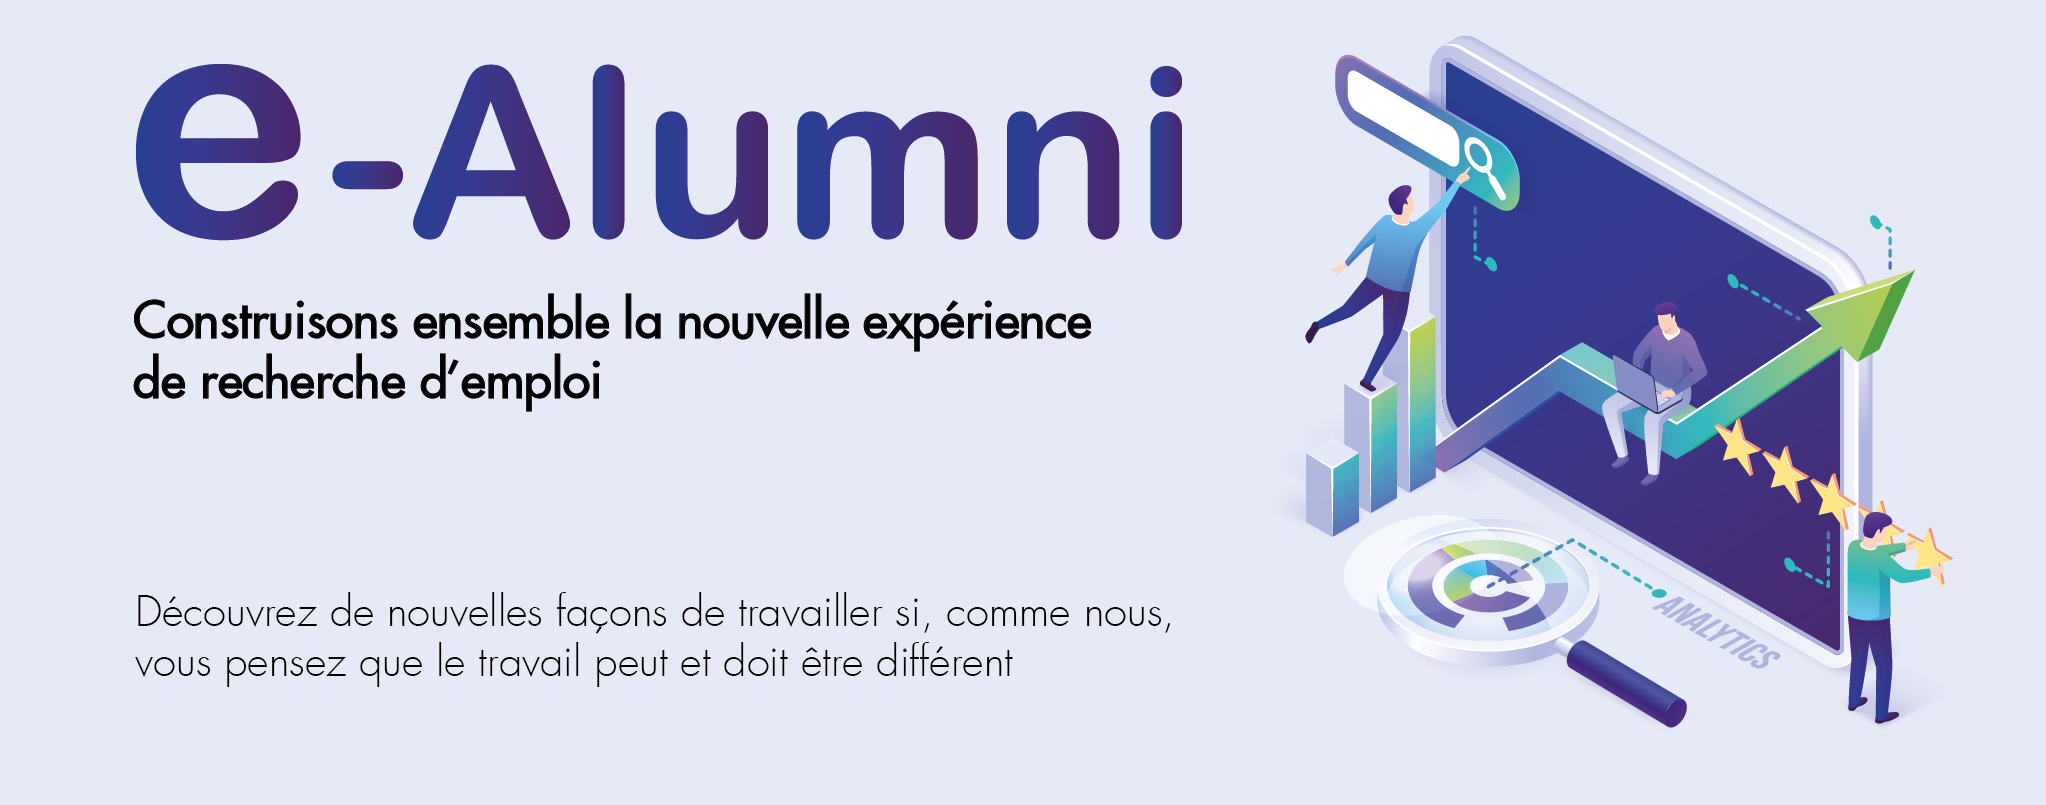 e-Alumni
Construisons ensemble la nouvelle expérience
de recherche d’emploi
Découvrez de nouvelles façons de travailler si, comme nous,
vous pensez que le travail peut et doit être différent
ANALYTICS